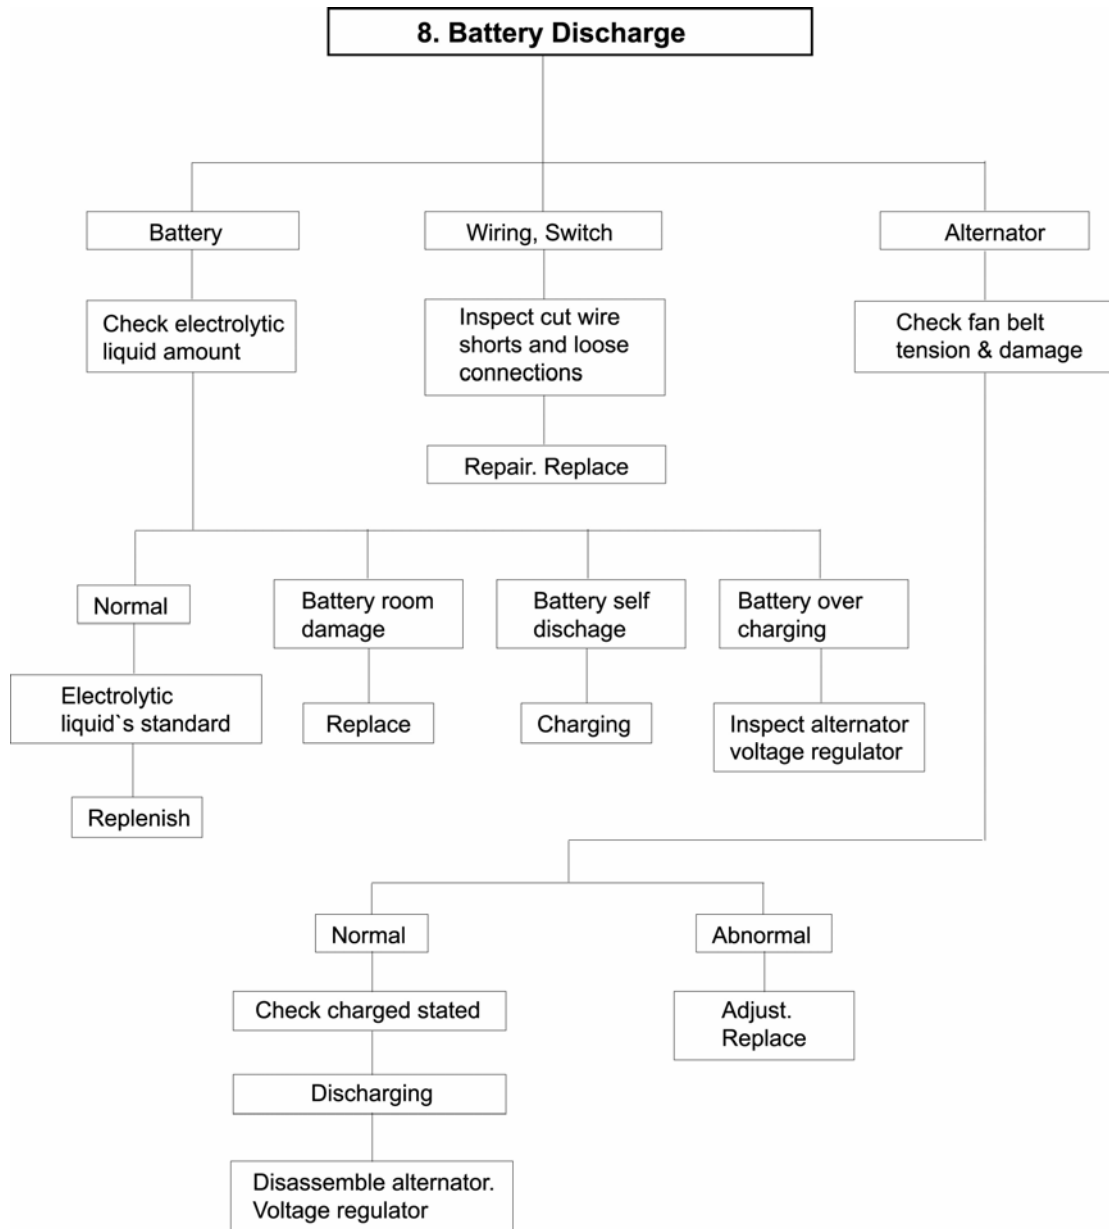 8. Battery Discharge
Battery
Wiring, Switch
Alternator
Check electrolytic
liquid amount
Inspect cut wire
shorts and loose
connections
Check fan belt
tension & damage
Repair. Replace
Normal
Battery room
damage
Battery self
dischage
Battery over
charging
Electrolytic
liquid`s standard
Replace
Charging
Inspect alternator
voltage regulator
Replenish
Normal
Abnormal
Check charged stated
Adjust.
Replace
Discharging
Disassemble alternator.
Voltage regulator